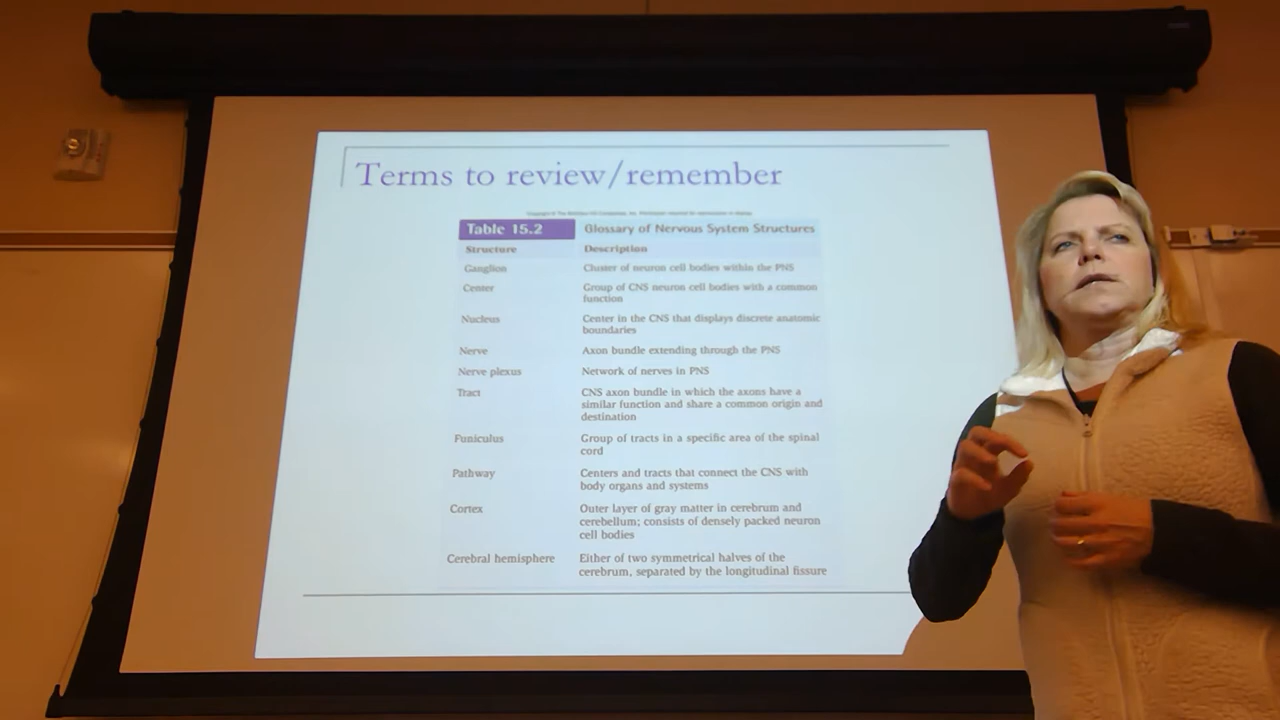 Terms to review/remember
Table 15.2 Glossary of Nervous System Structures
Structure Description
Ganglion Cluster of neuron cell bodies within the PNS
Center Group of CNS neuron cell bodies with a common
function
Nucleus Center in the CNS that displays discrete anatomic
boundaries
Nerve Axon bundle extending through the PNS
Nerve plexus Network of nerves in PNS
Tract CNS axon bundle in which the axons have a
similar function and share a common origin and
destination
Funiculus Group of tracts in a specific area of the spinal
cord
Pathway Centers and tracts that connect the CNS with
body organs and systems
Cortex Outer layer of gray matter in cerebrum and
cerebellum; consists of densely packed neuron
cell bodies
Cerebral hemisphere Either of two symmetrical halves of the
cerebrum, separated by the longitudinal fissure